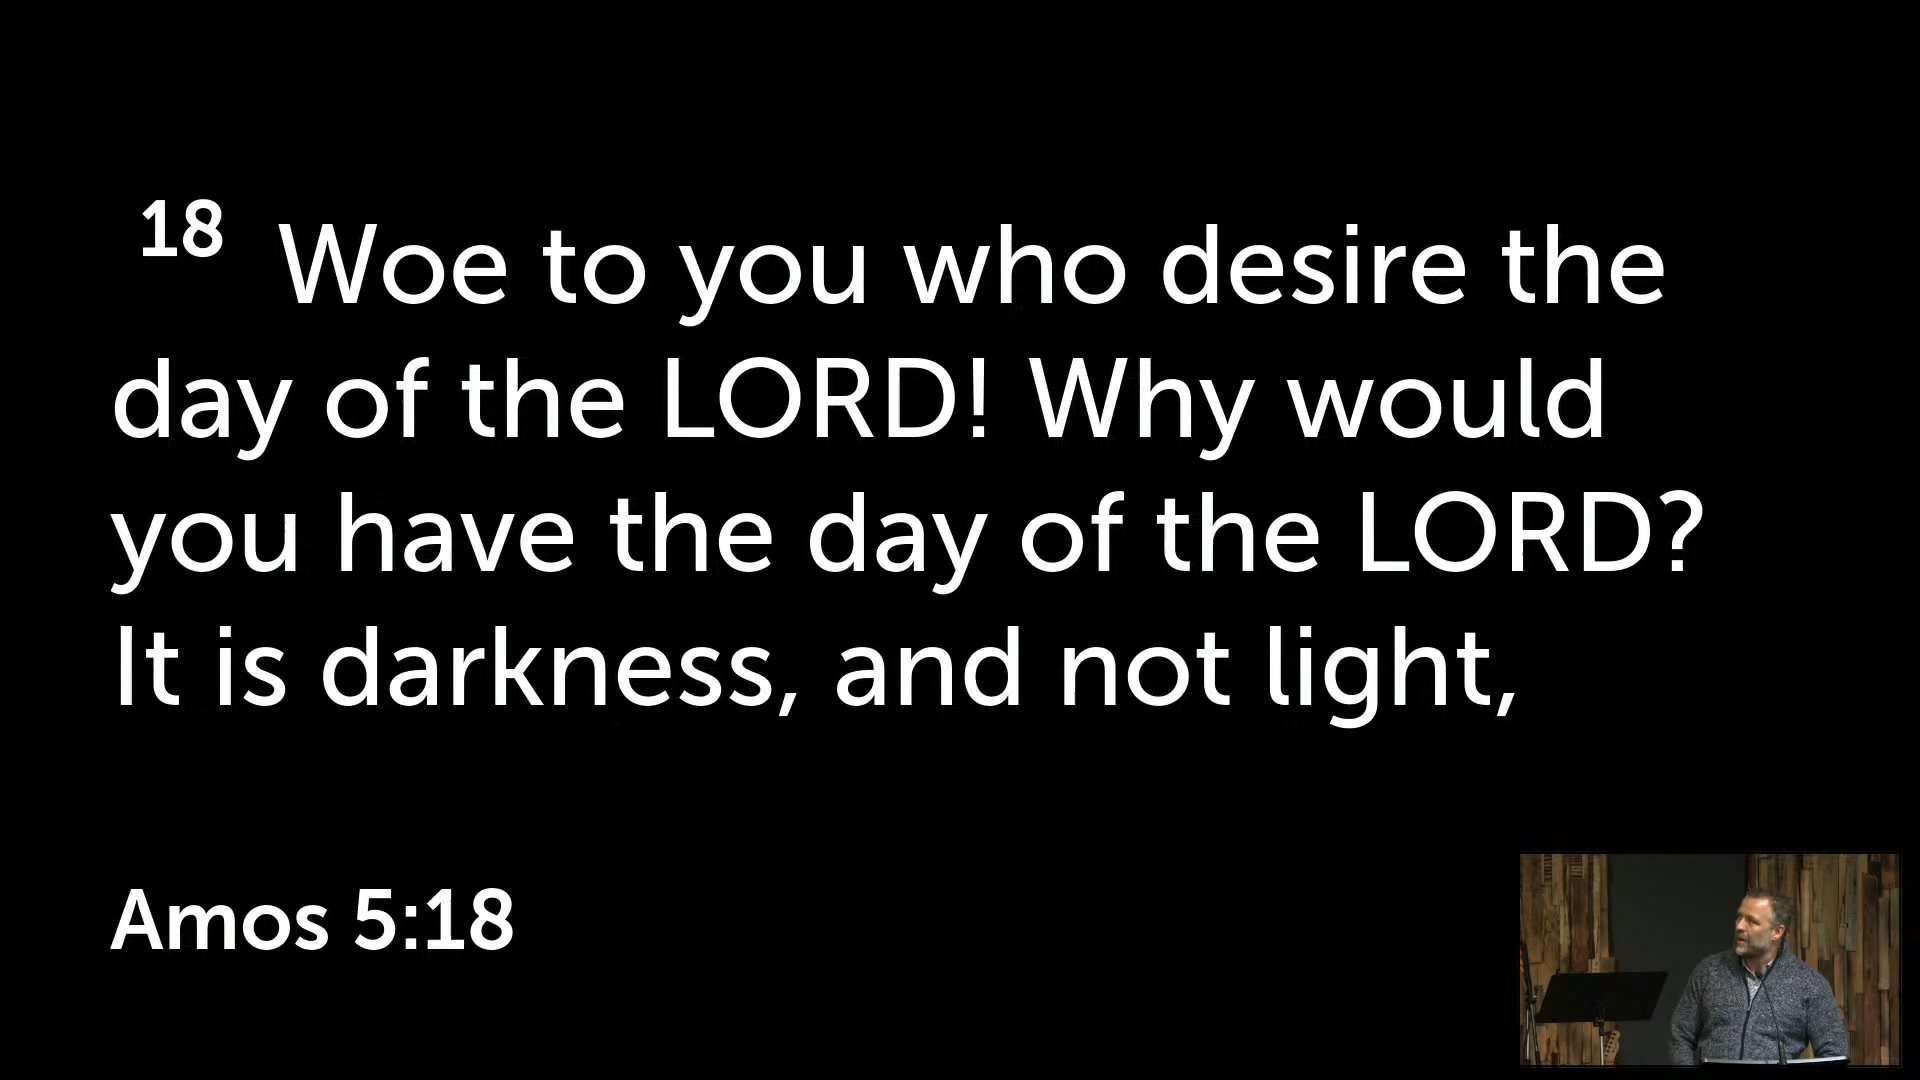 18 Woe to you who desire the
day of the LORD! Why would
you have the day of the LORD?
It is darkness, and not light,
Amos 5:18